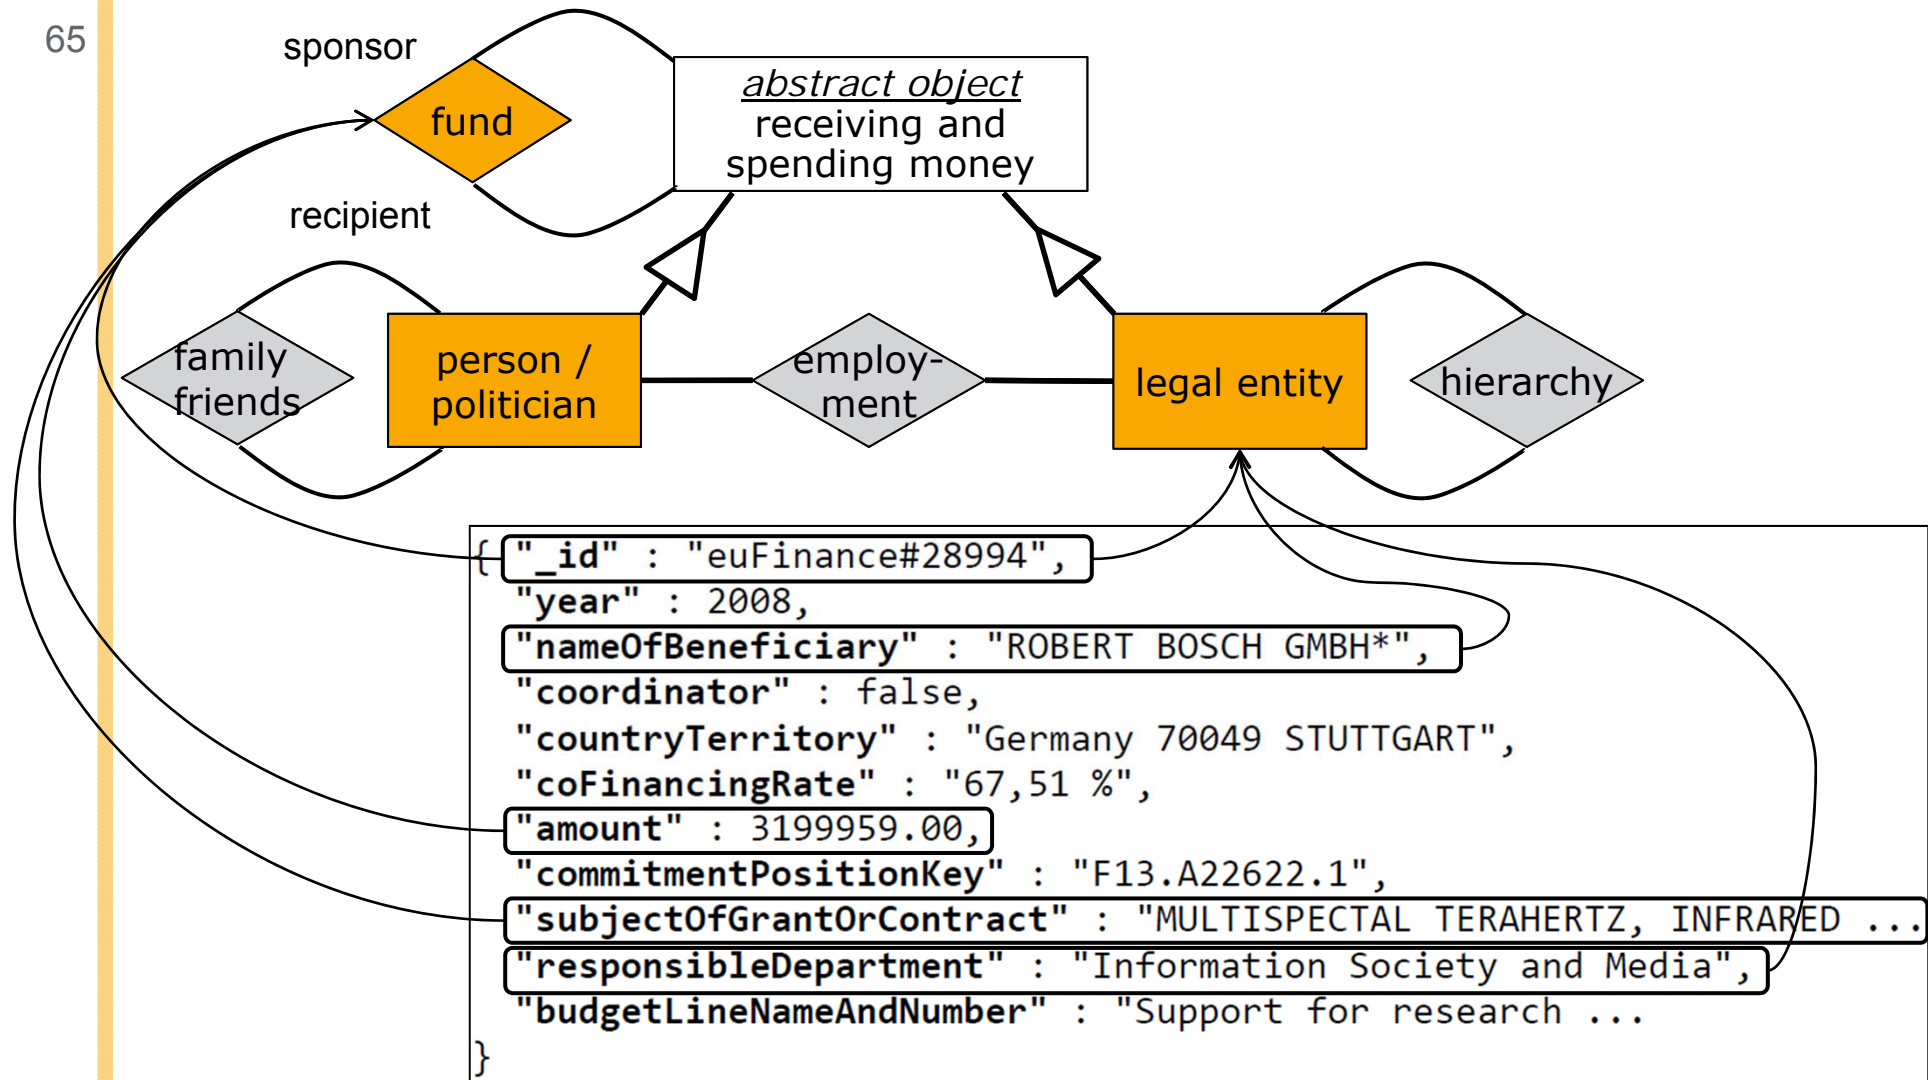 65
sponsor
fund
abstract object
receiving and
spending money
recipient
family
friends
person /
politician
employ-
ment
legal entity
hierarchy
{ "_id" : "euFinance#28994",
"year" : 2008,
"nameOfBeneficiary" : "ROBERT BOSCH GMBH*",
"coordinator" : false,
"countryTerritory" : "Germany 70049 STUTTGART",
"coFinancingRate" : "67,51 %",
"amount" : 3199959.00,
"commitmentPositionKey" : "F13.A22622.1",
"subjectOfGrantOrContract" : "MULTISPECTAL TERAHERTZ, INFRARED ...
"responsibleDepartment" : "Information Society and Media",
"budgetLineNameAndNumber" : "Support for research ...
}